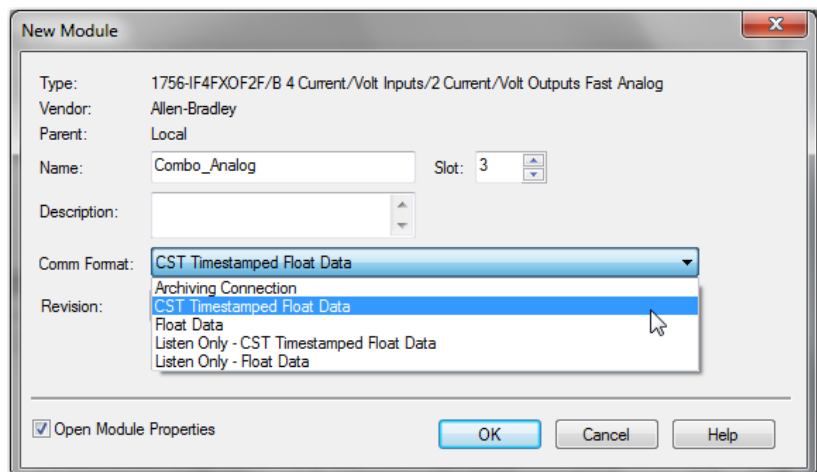 New Module
Type: 1756-IF4FXOF2F/B 4 Current/Volt Inputs/2 Current/Volt Outputs Fast Analog
Vendor: Allen-Bradley
Parent: Local
Name: Combo_Analog Slot: 3
Description:
Comm Format: CST Timestamped Float Data
Archiving Connection
Revision: CST Timestamped Float Data
Float Data
Listen Only - CST Timestamped Float Data
Listen Only - Float Data
Open Module Properties OK Cancel Help